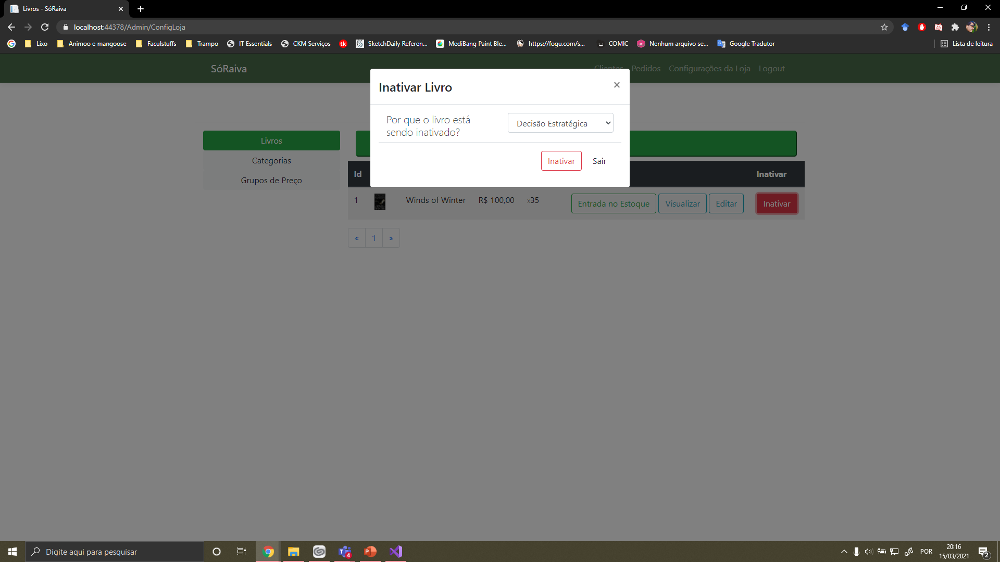 Livros - SóRaiva
localhost:44378/Admin/ConfigLoja
Lixo Animoo e mangoose Faculstuffs Trampo IT Essentials CKM Serviços tk SketchDaily Referen... MediBang Paint Ble... https://fogu.com/s... COMIC Nenhum arquivo se... Google Tradutor Lista de leitura
SóRaiva Clientes Pedidos Configurações da Loja Logout
Inativar Livro ×
Por que o livro está
sendo inativado?
Decisão Estratégica
Inativar Sair
Livros
Categorias
Grupos de Preço
Id Inativar
1 Winds of Winter R$ 100,00 x35 Entrada no Estoque Visualizar Editar Inativar
« 1 »
Digite aqui para pesquisar
4
POR
20:16
15/03/2021
2